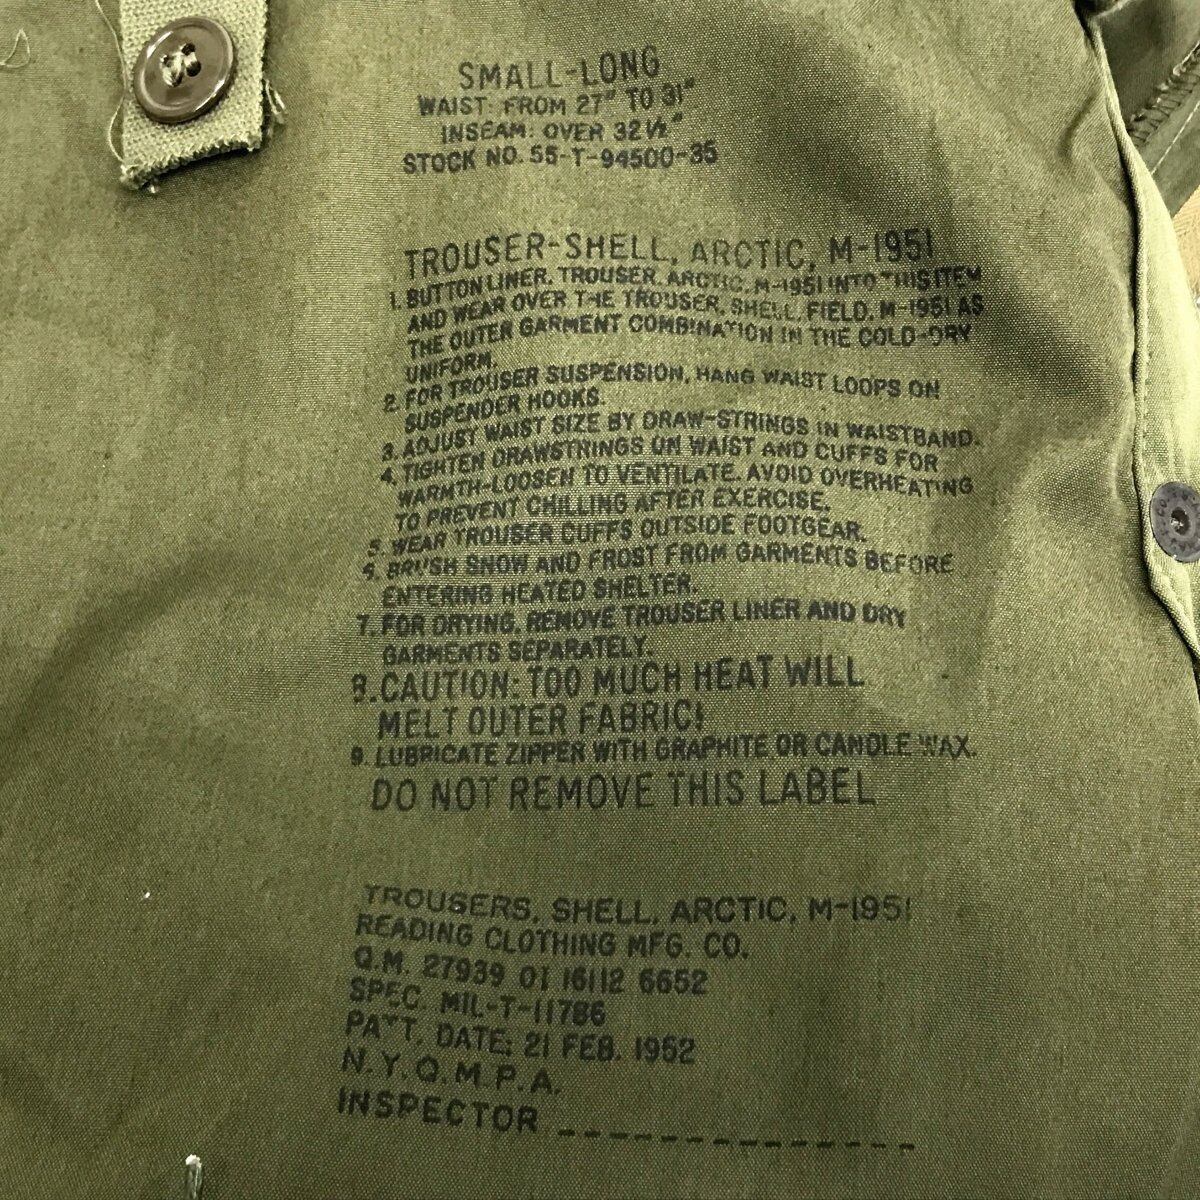 SMALL-LONG
WAIST: FROM 27" TO 31"
INSEAM: OVER 32½"
STOCK NO. 55-T-94500-35
TROUSER-SHELL, ARCTIC, M-1951
1. BUTTON LINER, TROUSER, ARCTIC, M-1951 INTO THIS ITEM
AND WEAR OVER THE TROUSER, SHELL, FIELD, M-1951 AS
THE OUTER GARMENT COMBINATION IN THE COLD-DRY
UNIFORM.
2. FOR TROUSER SUSPENSION, HANG WAIST LOOPS ON
SUSPENDER HOOKS.
3. ADJUST WAIST SIZE BY DRAW-STRINGS IN WAISTBAND.
4. TIGHTEN DRAWSTRINGS ON WAIST AND CUFFS FOR
WARMTH-LOOSEN TO VENTILATE. AVOID OVERHEATING
TO PREVENT CHILLING AFTER EXERCISE.
5. WEAR TROUSER CUFFS OUTSIDE FOOTGEAR.
6. BRUSH SNOW AND FROST FROM GARMENTS BEFORE
ENTERING HEATED SHELTER.
7. FOR DRYING, REMOVE TROUSER LINER AND DRY
GARMENTS SEPARATELY.
8. CAUTION: TOO MUCH HEAT WILL
MELT OUTER FABRIC!
9. LUBRICATE ZIPPER WITH GRAPHITE OR CANDLE WAX.
DO NOT REMOVE THIS LABEL
TROUSERS, SHELL, ARCTIC, M-1951
READING CLOTHING MFG. CO.
Q.M. 27939 OI 16112 6652
SPEC. MIL-T-11786
PATT. DATE: 21 FEB. 1952
N.Y.Q.M.P.A.
INSPECTOR _ _ _ _ _ _ _ _ _ _ _ _ _ _